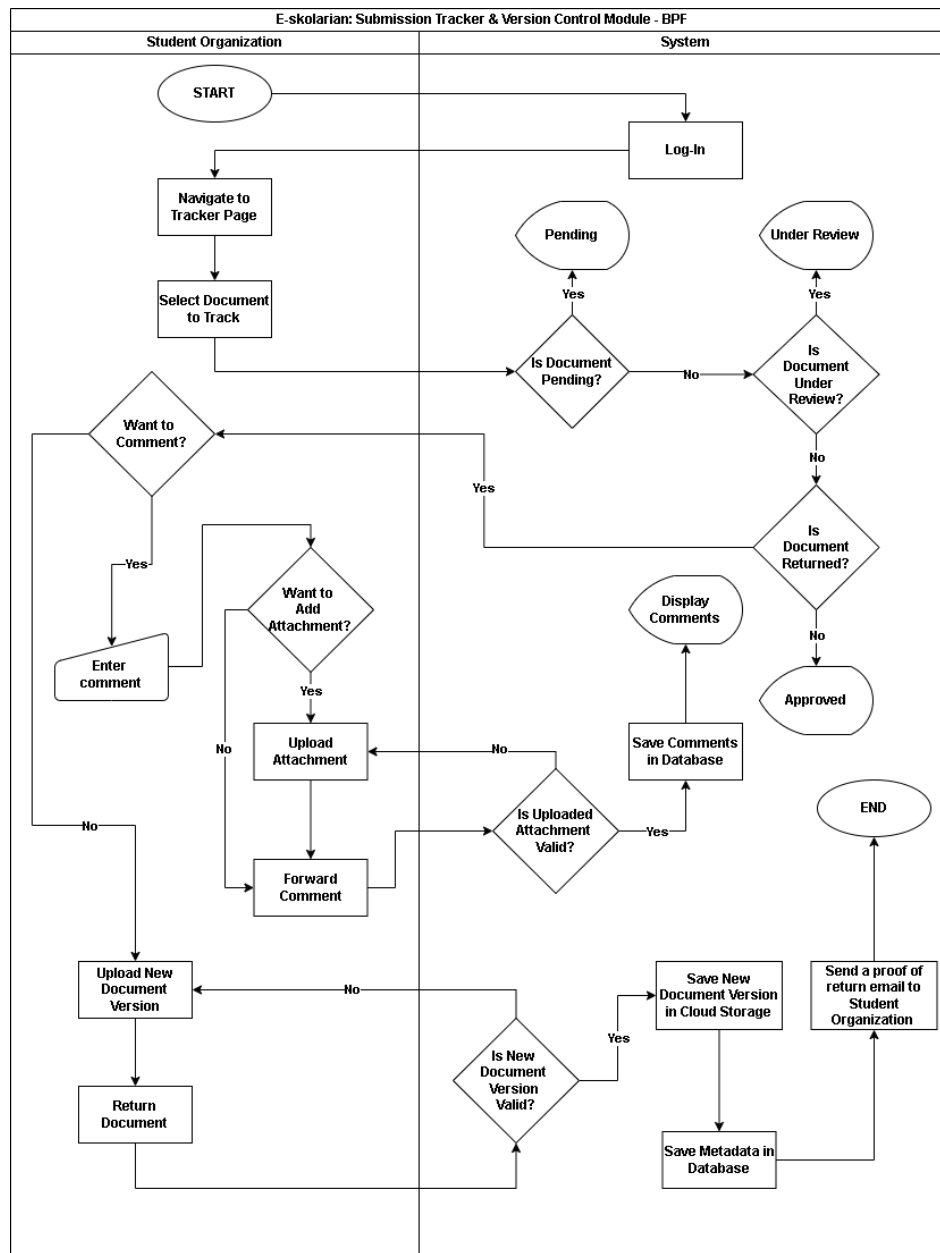 E-skolarian: Submission Tracker & Version Control Module - BPF
Student Organization
System
START
Log-In
Navigate to
Tracker Page
Pending
Under Review
Yes
Yes
Select Document
to Track
Is Document
Pending?
No
Is
Document
Under
Review?
Want to
Comment?
No
Yes
Is
Document
Returned?
Yes
Want to
Add
Attachment?
Display
Comments
No
Enter
comment
Yes
Approved
No
Upload
Attachment
No
Save Comments
in Database
END
No
Is Uploaded
Attachment
Valid?
Yes
Forward
Comment
Upload New
Document
Version
No
Save New
Document Version
in Cloud Storage
Send a proof of
return email to
Student
Organization
Yes
Is New
Document
Version
Valid?
Return
Document
Save Metadata in
Database